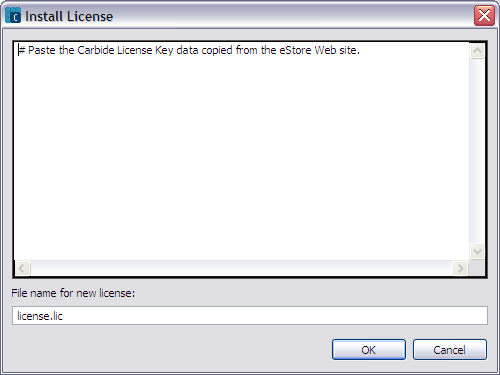 Install License
# Paste the Carbide License Key data copied from the eStore Web site.
File name for new license:
license.lic
OK
Cancel